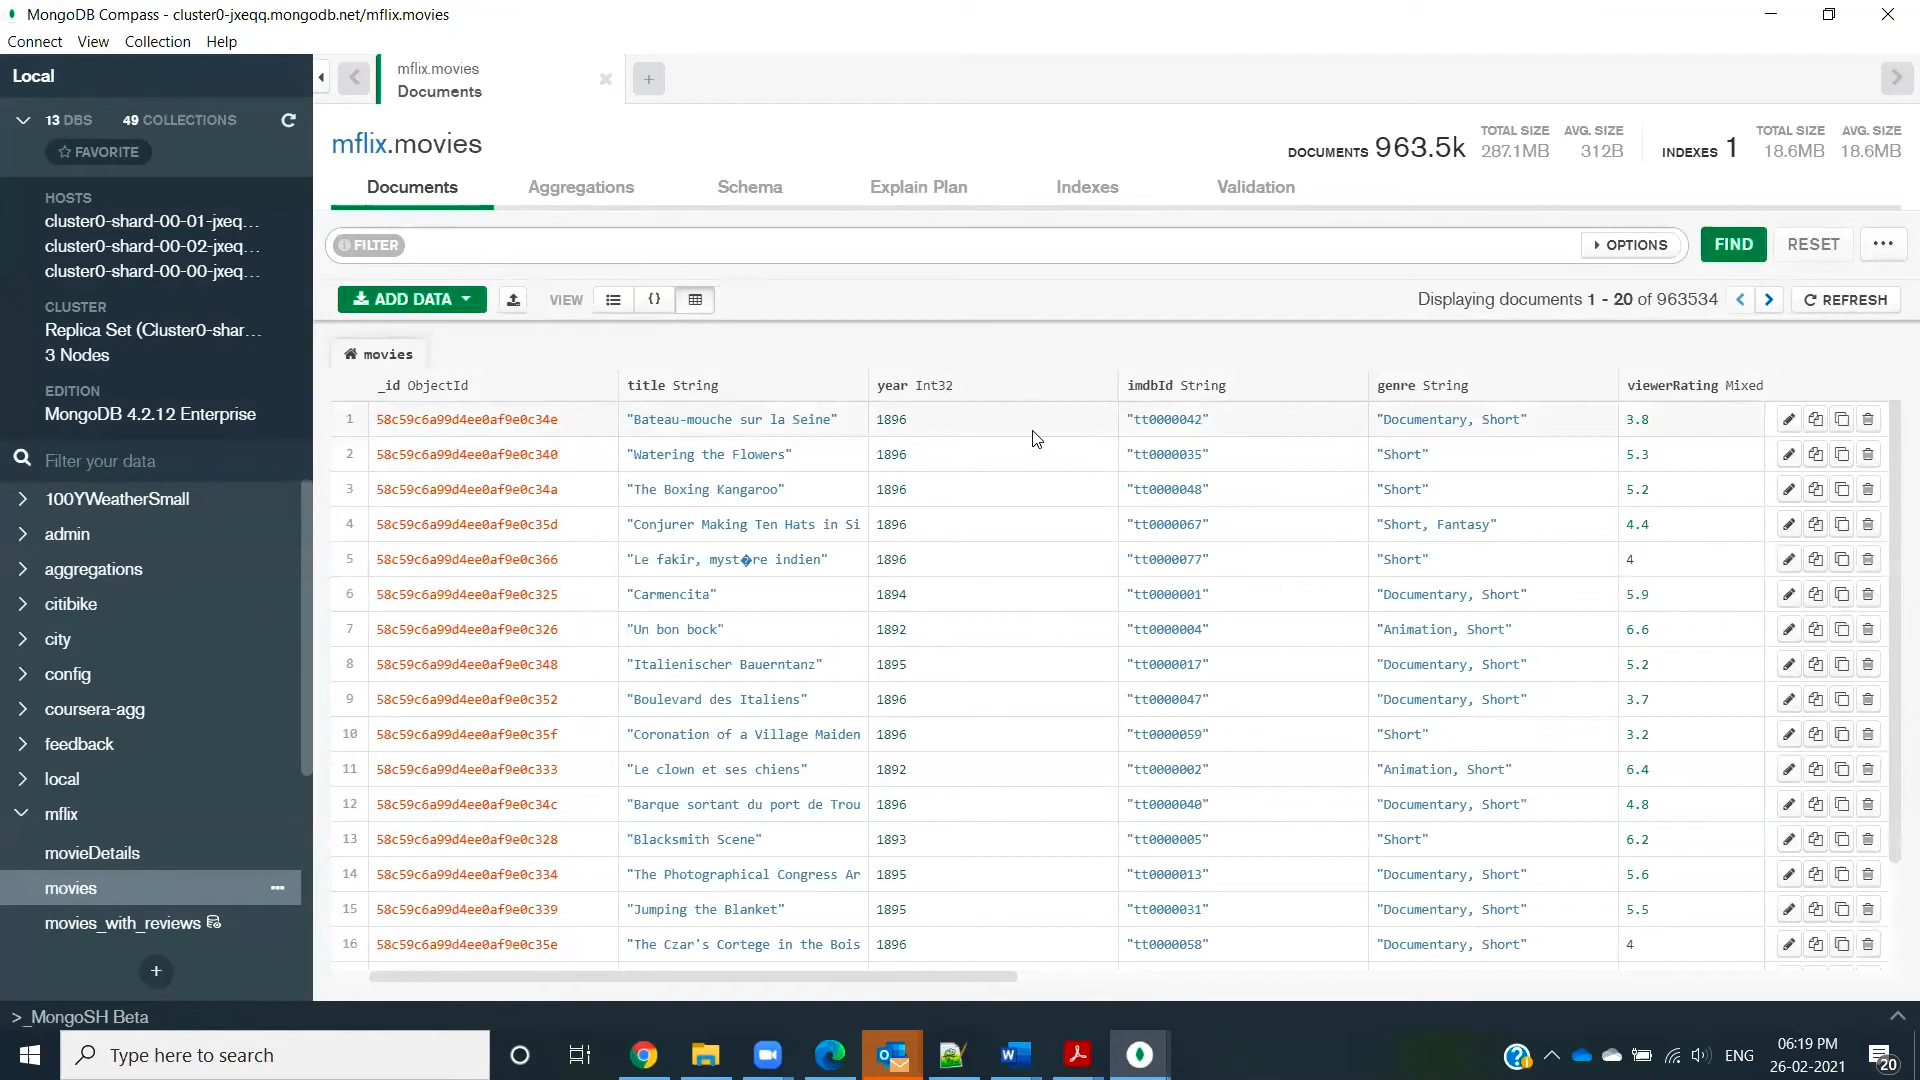 MongoDB Compass - cluster0-jxeqq.mongodb.net/mflix.movies
Connect View Collection Help
Local
13 DBS 49 COLLECTIONS
FAVORITE
HOSTS
cluster0-shard-00-01-jxeq...
cluster0-shard-00-02-jxeq...
cluster0-shard-00-00-jxeq...
CLUSTER
Replica Set (Cluster0-shar...
3 Nodes
EDITION
MongoDB 4.2.12 Enterprise
Filter your data
100YWeatherSmall
admin
aggregations
citibike
city
config
coursera-agg
feedback
local
mflix
movieDetails
movies
movies_with_reviews
+
mflix.movies
Documents
mflix.movies
DOCUMENTS 963.5k TOTAL SIZE 287.1MB AVG. SIZE 312B INDEXES 1 TOTAL SIZE 18.6MB AVG. SIZE 18.6MB
Documents Aggregations Schema Explain Plan Indexes Validation
FILTER OPTIONS FIND RESET ...
ADD DATA VIEW {} Displaying documents 1 - 20 of 963534 < > REFRESH
movies
_id ObjectId title String year Int32 imdbId String genre String viewerRating Mixed
1 58c59c6a99d4ee0af9e0c34e "Bateau-mouche sur la Seine" 1896 "tt0000042" "Documentary, Short" 3.8
2 58c59c6a99d4ee0af9e0c340 "Watering the Flowers" 1896 "tt0000035" "Short" 5.3
3 58c59c6a99d4ee0af9e0c34a "The Boxing Kangaroo" 1896 "tt0000048" "Short" 5.2
4 58c59c6a99d4ee0af9e0c35d "Conjurer Making Ten Hats in Si 1896 "tt0000067" "Short, Fantasy" 4.4
5 58c59c6a99d4ee0af9e0c366 "Le fakir, myst�re indien" 1896 "tt0000077" "Short" 4
6 58c59c6a99d4ee0af9e0c325 "Carmencita" 1894 "tt0000001" "Documentary, Short" 5.9
7 58c59c6a99d4ee0af9e0c326 "Un bon bock" 1892 "tt0000004" "Animation, Short" 6.6
8 58c59c6a99d4ee0af9e0c348 "Italienischer Bauerntanz" 1895 "tt0000017" "Documentary, Short" 5.2
9 58c59c6a99d4ee0af9e0c352 "Boulevard des Italiens" 1896 "tt0000047" "Documentary, Short" 3.7
10 58c59c6a99d4ee0af9e0c35f "Coronation of a Village Maiden 1896 "tt0000059" "Short" 3.2
11 58c59c6a99d4ee0af9e0c333 "Le clown et ses chiens" 1892 "tt0000002" "Animation, Short" 6.4
12 58c59c6a99d4ee0af9e0c34c "Barque sortant du port de Trou 1896 "tt0000040" "Documentary, Short" 4.8
13 58c59c6a99d4ee0af9e0c328 "Blacksmith Scene" 1893 "tt0000005" "Short" 6.2
14 58c59c6a99d4ee0af9e0c334 "The Photographical Congress Ar 1895 "tt0000013" "Documentary, Short" 5.6
15 58c59c6a99d4ee0af9e0c339 "Jumping the Blanket" 1895 "tt0000031" "Documentary, Short" 5.5
16 58c59c6a99d4ee0af9e0c35e "The Czar's Cortege in the Bois 1896 "tt0000058" "Documentary, Short" 4
>_MongoSH Beta
Type here to search
ENG
06:19 PM
26-02-2021
20